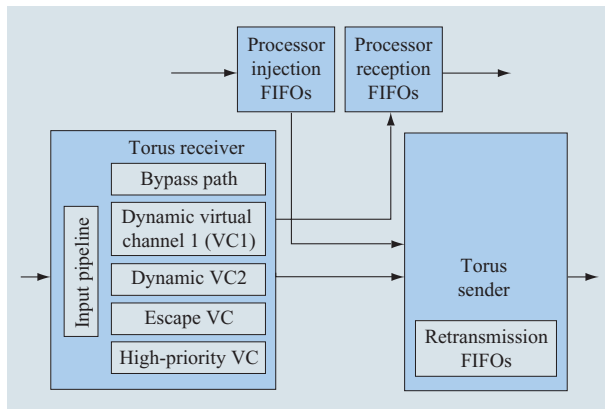 Processor
injection
FIFOs
Processor
reception
FIFOs
Torus receiver
Input pipeline
Bypass path
Dynamic virtual
channel 1 (VC1)
Dynamic VC2
Escape VC
High-priority VC
Torus
sender
Retransmission
FIFOs